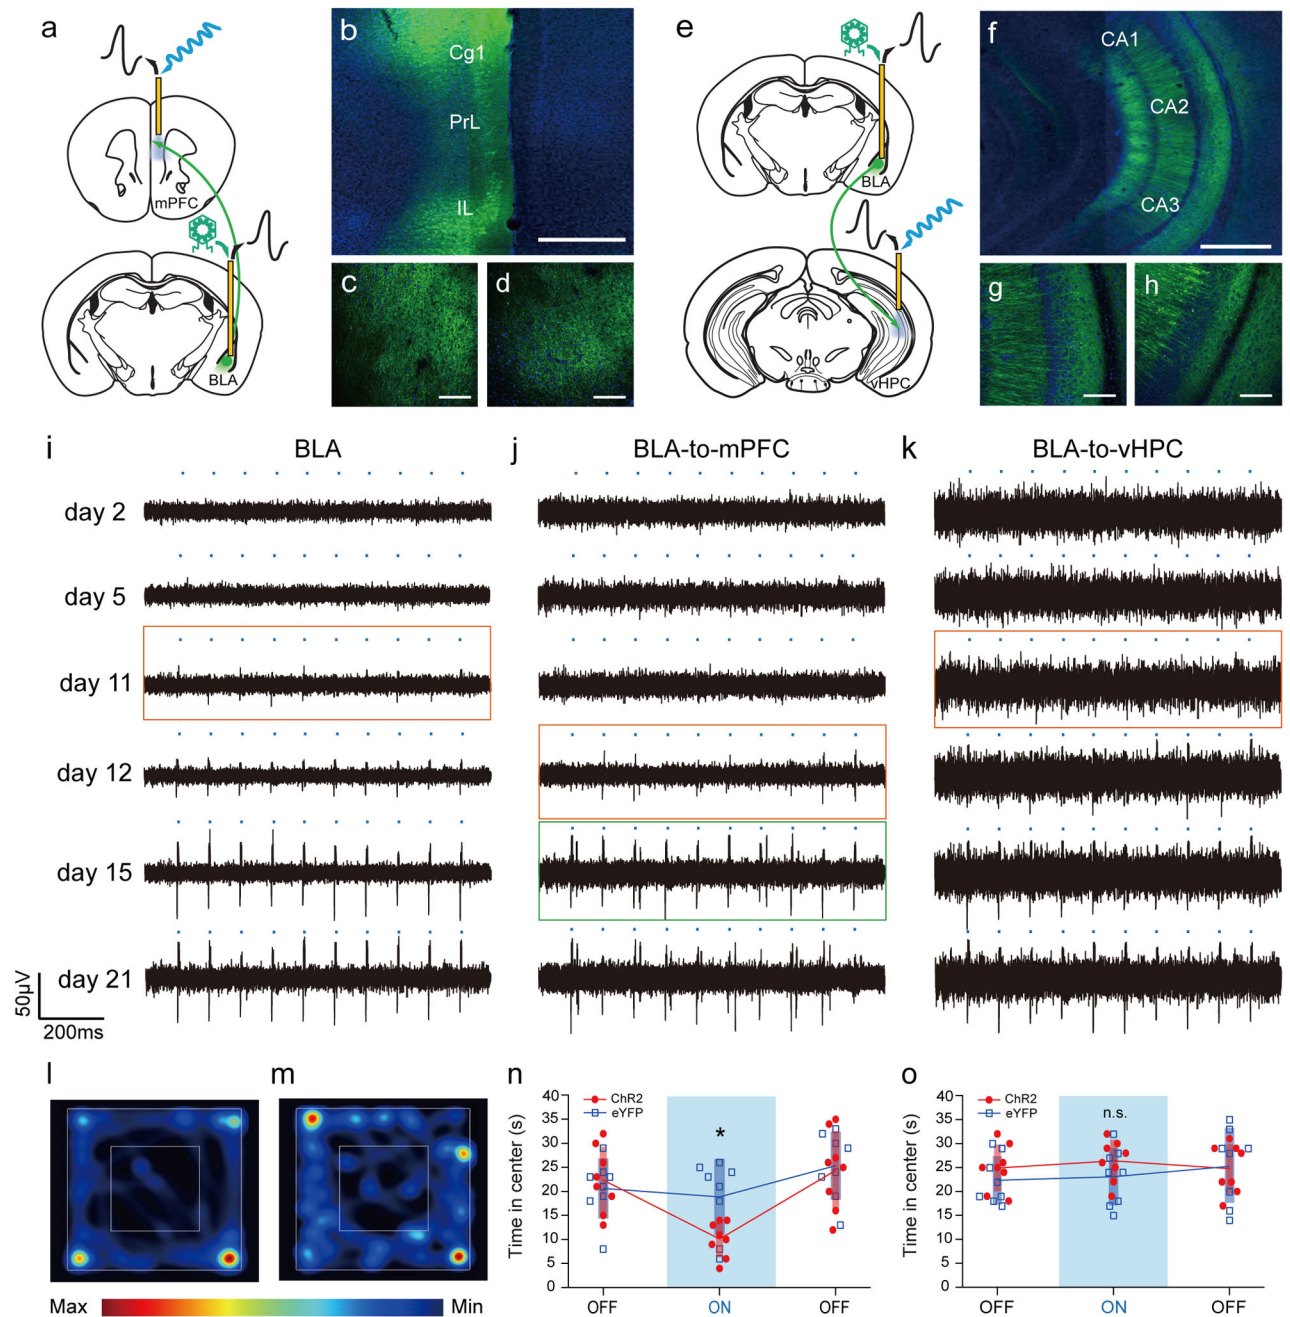 a
mPFC
BLA
b
Cg1
PrL
IL
c
d
e
BLA
vHPC
f
CA1
CA2
CA3
g
h
i
BLA
j
BLA-to-mPFC
k
BLA-to-vHPC
day 2
day 5
day 11
day 12
day 15
day 21
50μV
200ms
l
m
Max
Min
n
ChR2
eYFP
*
Time in center (s)
40
35
30
25
20
15
10
5
0
OFF
ON
OFF
o
ChR2
eYFP
n.s.
Time in center (s)
40
35
30
25
20
15
10
5
0
OFF
ON
OFF